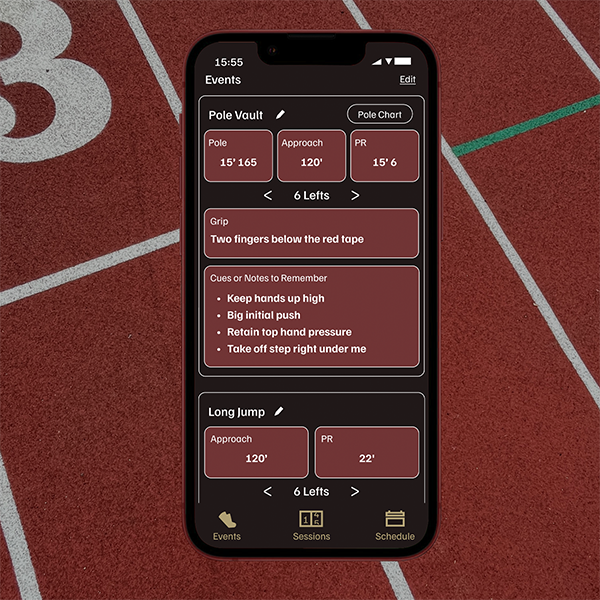 3
15:55
Events
Edit
Pole Vault
Pole Chart
Pole
Approach
PR
15' 165
120'
15' 6
< 6 Lefts >
Grip
Two fingers below the red tape
Cues or Notes to Remember
• Keep hands up high
• Big initial push
• Retain top hand pressure
• Take off step right under me
Long Jump
Approach
PR
120'
22'
< 6 Lefts >
Events
Sessions
Schedule